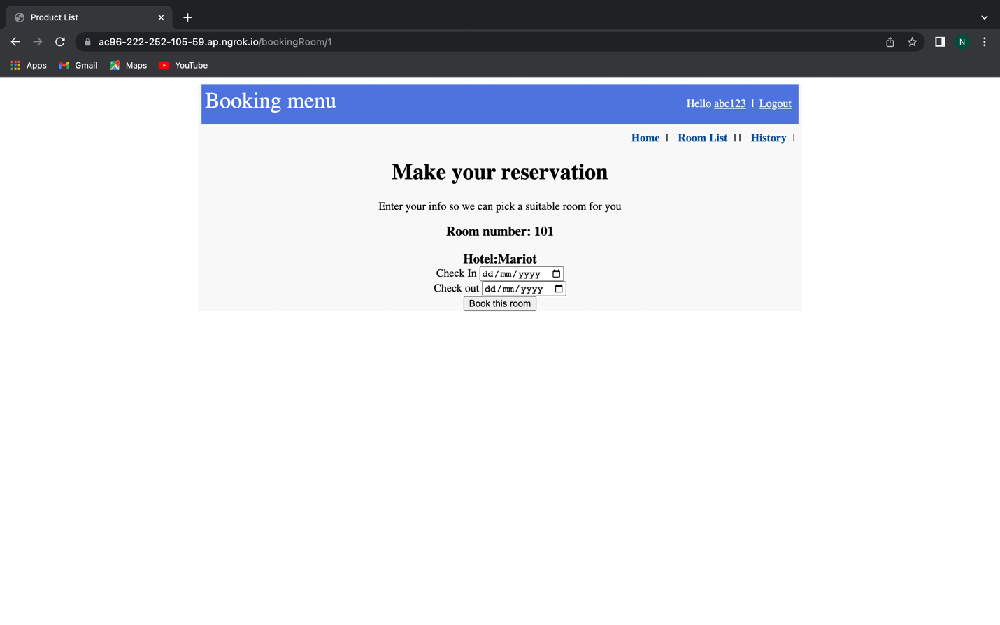 Product List
ac96-222-252-105-59.ap.ngrok.io/bookingRoom/1
N
Apps Gmail Maps YouTube
Booking menu
Hello abc123 | Logout
Home | Room List || History |
Make your reservation
Enter your info so we can pick a suitable room for you
Room number: 101
Hotel:Mariot
Check In dd/mm/yyyy
Check out dd/mm/yyyy
Book this room